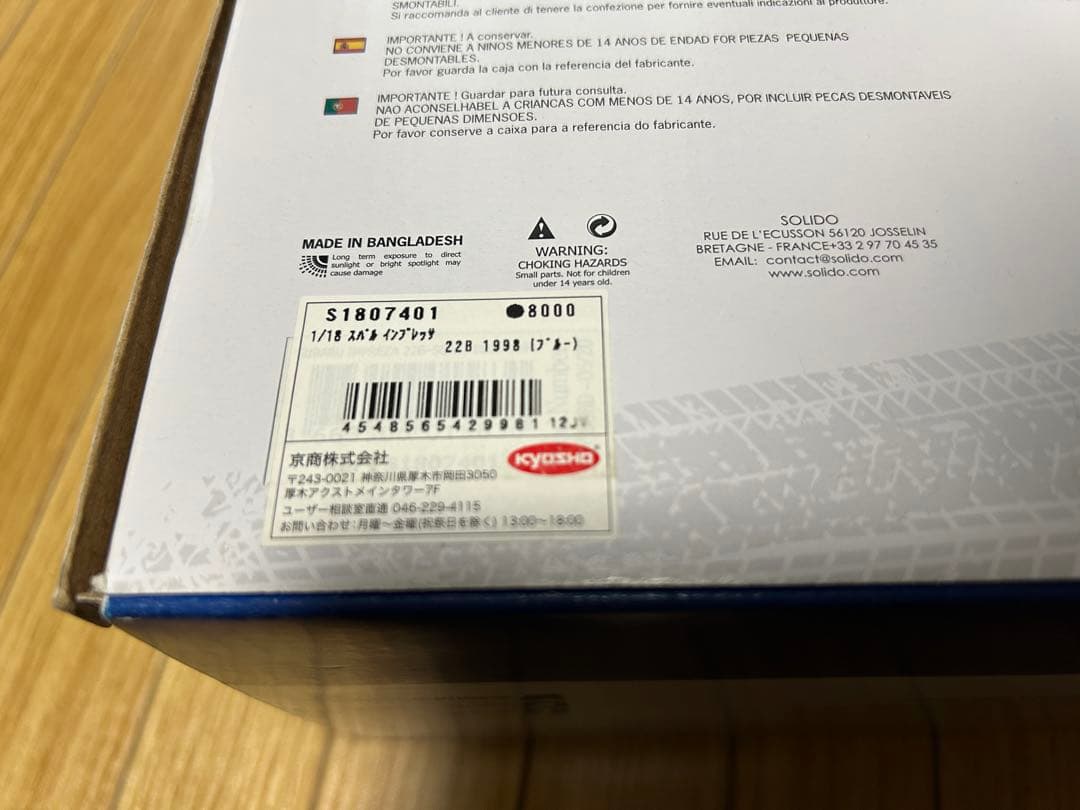 SMONTABILI.
Si raccomanda al cliente di tenere la confezione per fornire eventuali indicazioni al produttore.
IMPORTANTE ! A conservar.
NO CONVIENE A NINOS MENORES DE 14 ANOS DE ENDAD FOR PIEZAS PEQUENAS
DESMONTABLES.
Por favor guarda la caja con la referencia del fabricante.
IMPORTANTE ! Guardar para futura consulta.
NAO ACONSELHABEL A CRIANCAS COM MENOS DE 14 ANOS, POR INCLUIR PECAS DESMONTAVEIS
DE PEQUENAS DIMENSOES.
Por favor conserve a caixa para a referencia do fabricante.
MADE IN BANGLADESH
Long term exposure to direct
sunlight or bright spotlight may
cause damage
WARNING:
CHOKING HAZARDS
Small parts. Not for children
under 14 years old.
SOLIDO
RUE DE L'ECUSSON 56120 JOSSELIN
BRETAGNE - FRANCE+33 2 97 70 45 35
EMAIL: contact@solido.com
www.solido.com
S1807401 ●8000
1/18 ｽﾊﾞﾙ ｲﾝﾌﾟﾚｯｻ
22B 1998 (ﾌﾞﾙｰ)
4548565429981 12J
京商株式会社
KYOSHO
〒243-0021 神奈川県厚木市岡田3050
厚木アクストメインタワー7F
ユーザー相談室直通 046-229-4115
お問い合わせ:月曜～金曜(祝祭日を除く) 13:00～18:00